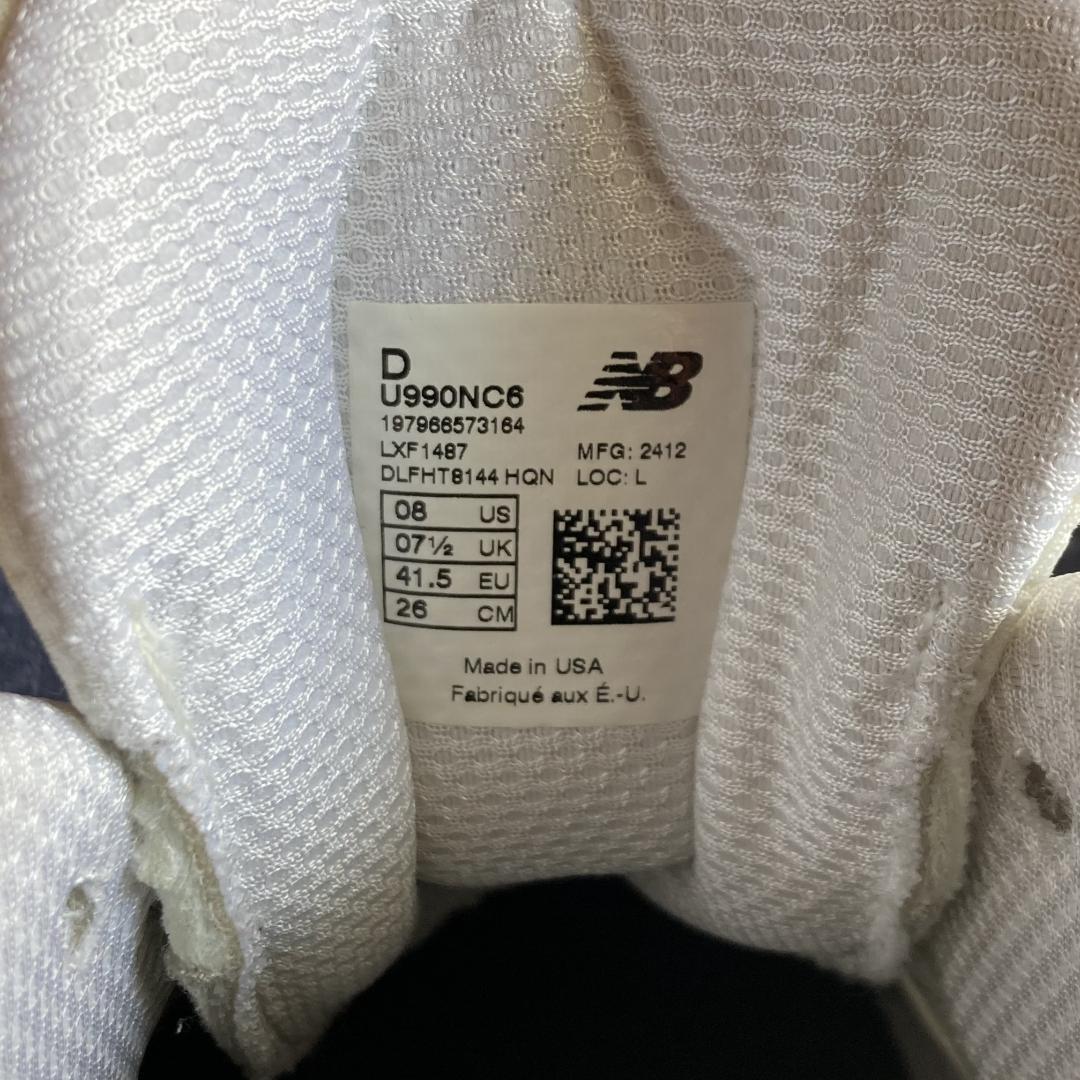 D
NB
U990NC6
197966573164
LXF1487
MFG: 2412
DLFHT8144 HQN
LOC: L
08 US
07½ UK
41.5 EU
26 CM
Made in USA
Fabriqué aux É.-U.